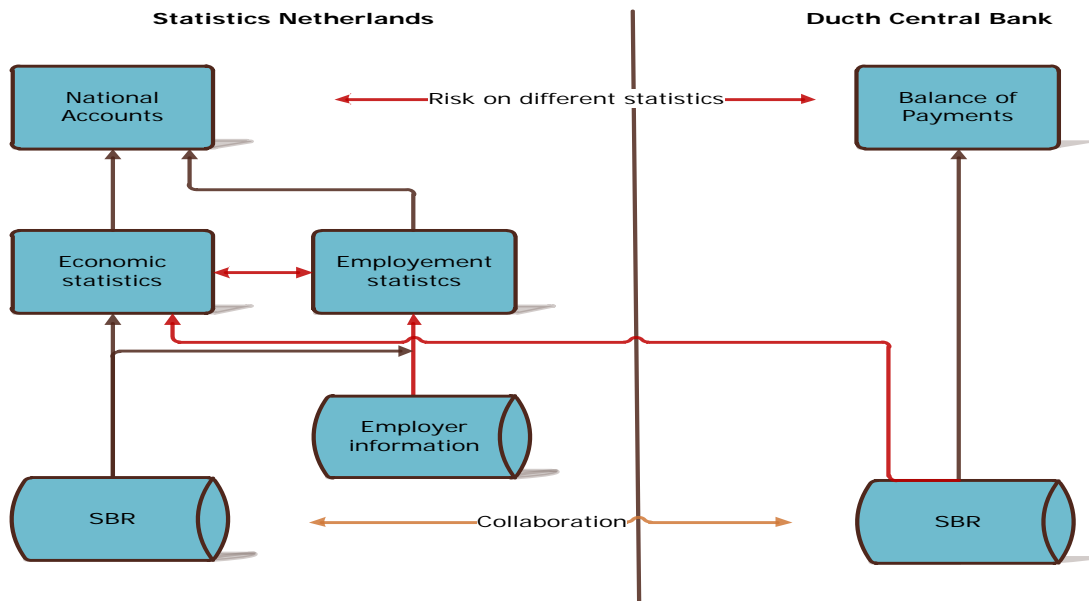 Statistics Netherlands
Ducth Central Bank
National
Accounts
Risk on different statistics
Balance of
Payments
Economic
statistics
Employement
statistcs
Employer
information
SBR
Collaboration
SBR